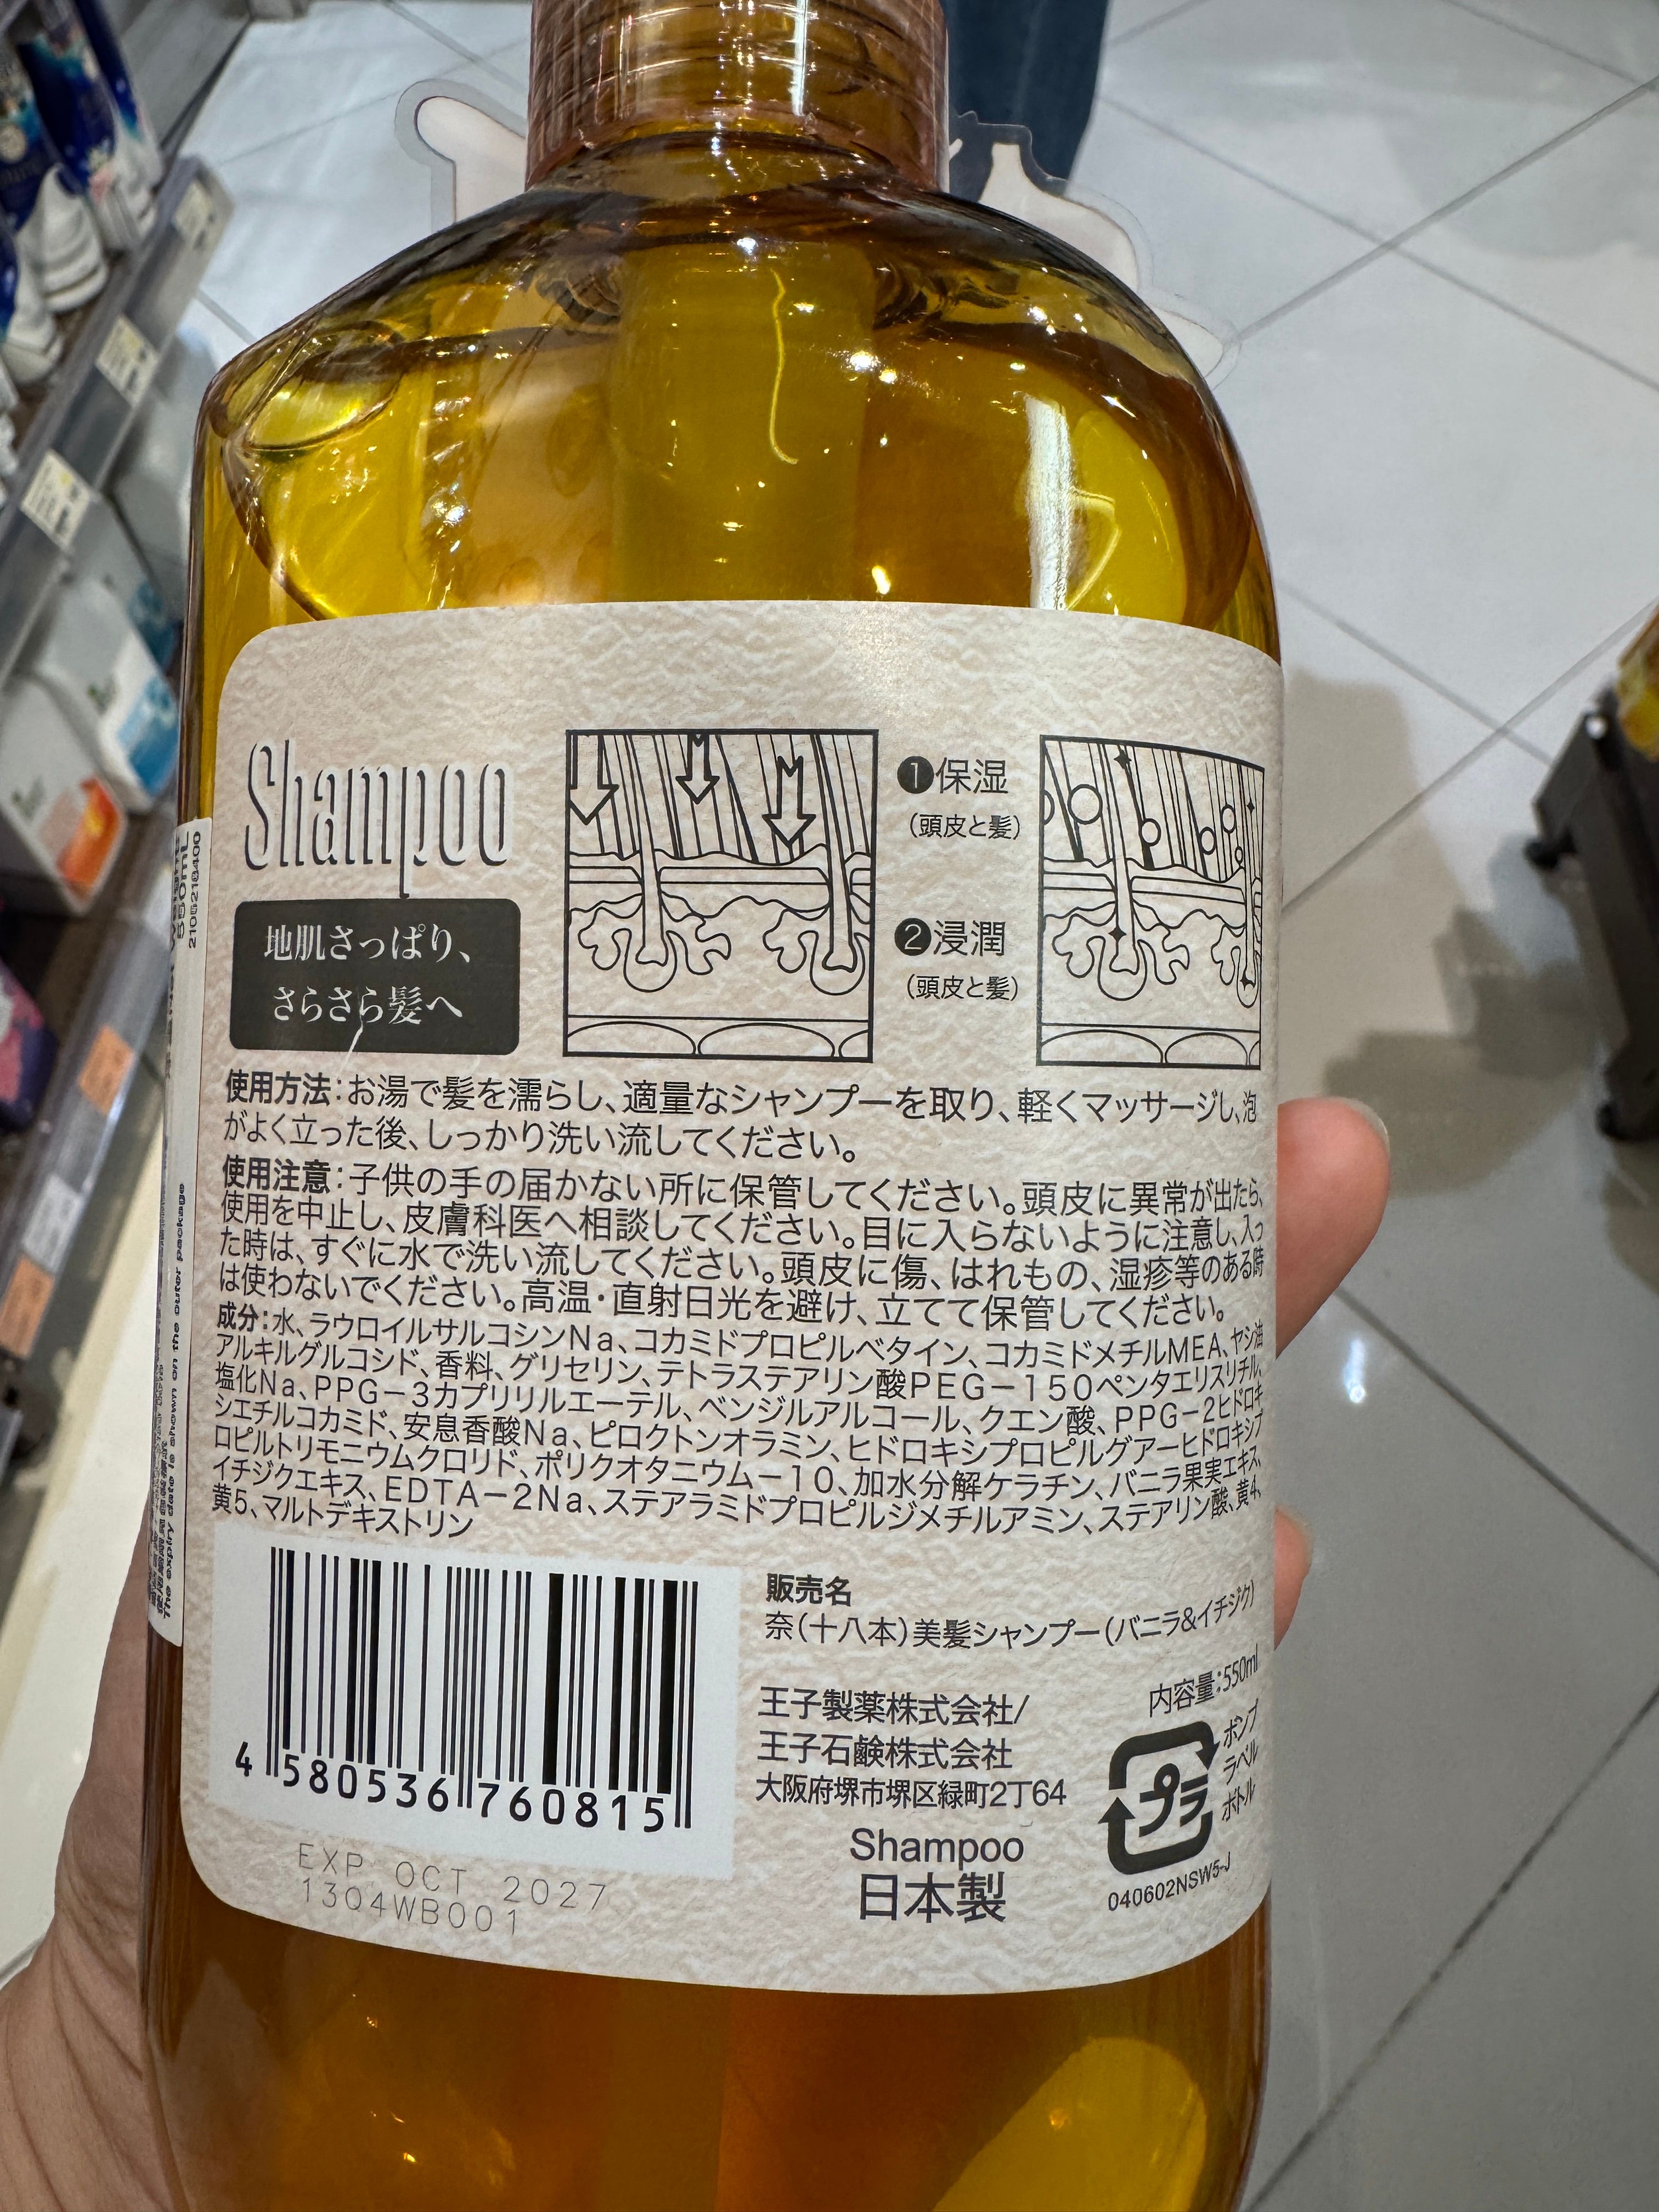 Shampoo
地肌さっぱり、
さらさら髪へ
❶保湿
(頭皮と髪)
❷浸潤
(頭皮と髪)
使用方法:お湯で髪を濡らし、適量なシャンプーを取り、軽くマッサージし、泡
がよく立った後、しっかり洗い流してください。
使用注意:子供の手の届かない所に保管してください。頭皮に異常が出たら、
使用を中止し、皮膚科医へ相談してください。目に入らないように注意し、入っ
た時は、すぐに水で洗い流してください。頭皮に傷、はれもの、湿疹等のある時
は使わないでください。高温・直射日光を避け、立てて保管してください。
成分:水、ラウロイルサルコシンNa、コカミドプロピルベタイン、コカミドメチルMEA、ヤシ油
アルキルグルコシド、香料、グリセリン、テトラステアリン酸PEG-150ペンタエリスリチル、
塩化Na、PPG-3カプリリルエーテル、ベンジルアルコール、クエン酸、PPG-2ヒドロキ
シエチルコカミド、安息香酸Na、ピロクトンオラミン、ヒドロキシプロピルグアーヒドロキシプ
ロピルトリモニウムクロリド、ポリクオタニウム-10、加水分解ケラチン、バニラ果実エキス、
イチジクエキス、EDTA-2Na、ステアラミドプロピルジメチルアミン、ステアリン酸、黄4、
黄5、マルトデキストリン
4 580536 760815
EXP OCT 2027
1304WB001
販売名
奈(十八本)美髪シャンプー(バニラ&イチジク)
内容量:550ml
王子製薬株式会社/
王子石鹸株式会社
大阪府堺市堺区緑町2丁64
Shampoo
日本製
プラ
ポンプ
ラベル
ボトル
040602NSW5-J
550mL
210521@400
The expiry date is shown on the outer package